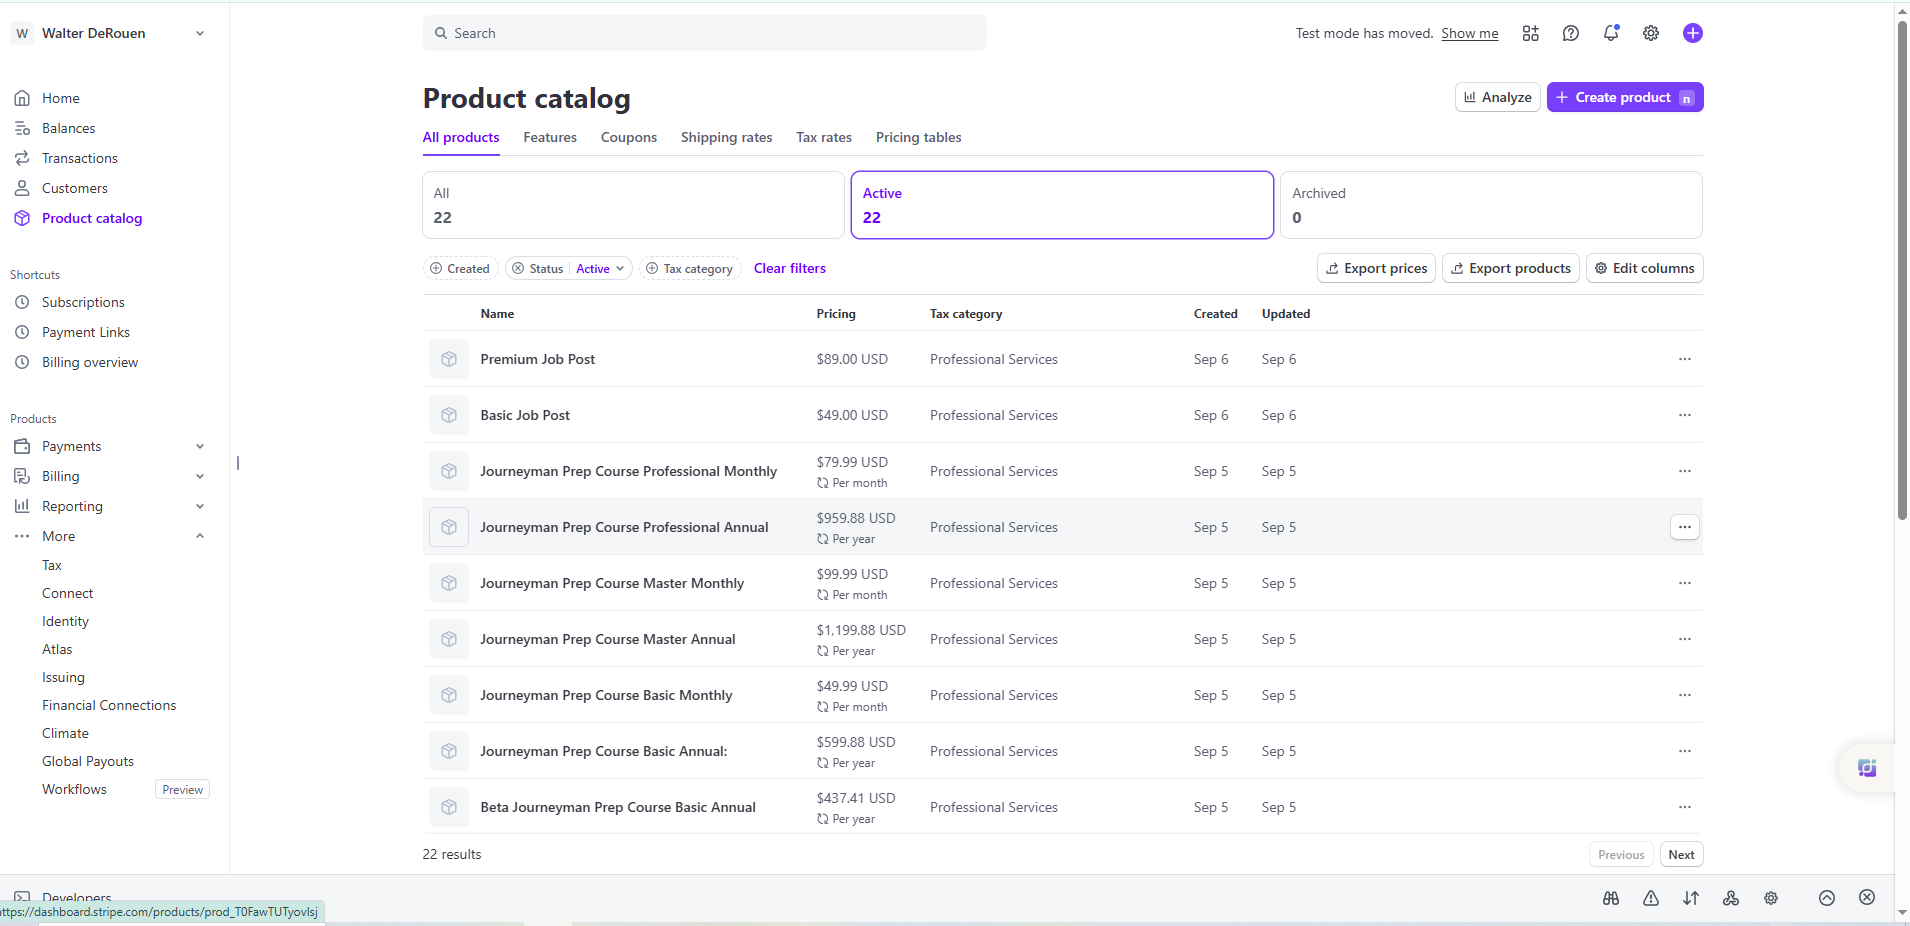 W Walter DeRouen
Search
Test mode has moved. Show me
Home
Balances
Transactions
Customers
Product catalog
Shortcuts
Subscriptions
Payment Links
Billing overview
Products
Payments
Billing
Reporting
More
Tax
Connect
Identity
Atlas
Issuing
Financial Connections
Climate
Global Payouts
Workflows Preview
Developers
https://dashboard.stripe.com/products/prod_T0FawTUTyovlsj
Product catalog
Analyze
Create product n
All products Features Coupons Shipping rates Tax rates Pricing tables
All
22
Active
22
Archived
0
Created Status Active Tax category Clear filters
Export prices Export products Edit columns
Name Pricing Tax category Created Updated
Premium Job Post $89.00 USD Professional Services Sep 6 Sep 6
Basic Job Post $49.00 USD Professional Services Sep 6 Sep 6
Journeyman Prep Course Professional Monthly $79.99 USD Per month Professional Services Sep 5 Sep 5
Journeyman Prep Course Professional Annual $959.88 USD Per year Professional Services Sep 5 Sep 5
Journeyman Prep Course Master Monthly $99.99 USD Per month Professional Services Sep 5 Sep 5
Journeyman Prep Course Master Annual $1,199.88 USD Per year Professional Services Sep 5 Sep 5
Journeyman Prep Course Basic Monthly $49.99 USD Per month Professional Services Sep 5 Sep 5
Journeyman Prep Course Basic Annual: $599.88 USD Per year Professional Services Sep 5 Sep 5
Beta Journeyman Prep Course Basic Annual $437.41 USD Per year Professional Services Sep 5 Sep 5
22 results
Previous Next